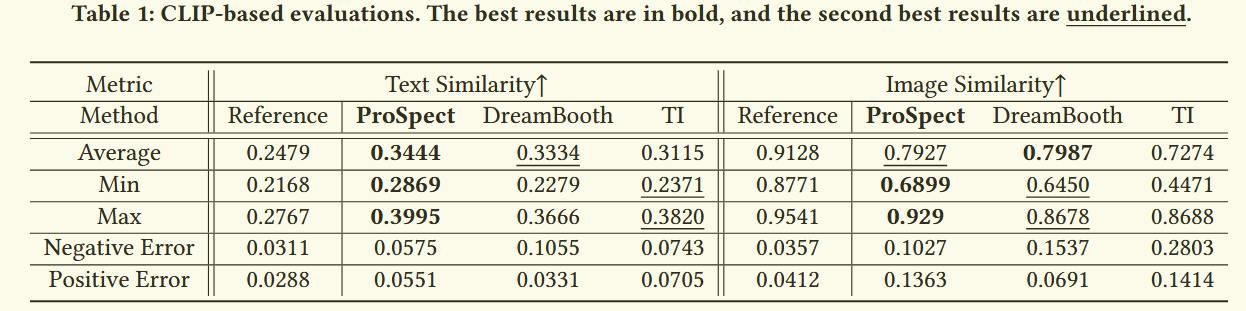 Table 1: CLIP-based evaluations. The best results are in bold, and the second best results are underlined.
Metric Text Similarity↑ Image Similarity↑
Method Reference ProSpect DreamBooth TI Reference ProSpect DreamBooth TI
Average 0.2479 0.3444 0.3334 0.3115 0.9128 0.7927 0.7987 0.7274
Min 0.2168 0.2869 0.2279 0.2371 0.8771 0.6899 0.6450 0.4471
Max 0.2767 0.3995 0.3666 0.3820 0.9541 0.929 0.8678 0.8688
Negative Error 0.0311 0.0575 0.1055 0.0743 0.0357 0.1027 0.1537 0.2803
Positive Error 0.0288 0.0551 0.0331 0.0705 0.0412 0.1363 0.0691 0.1414